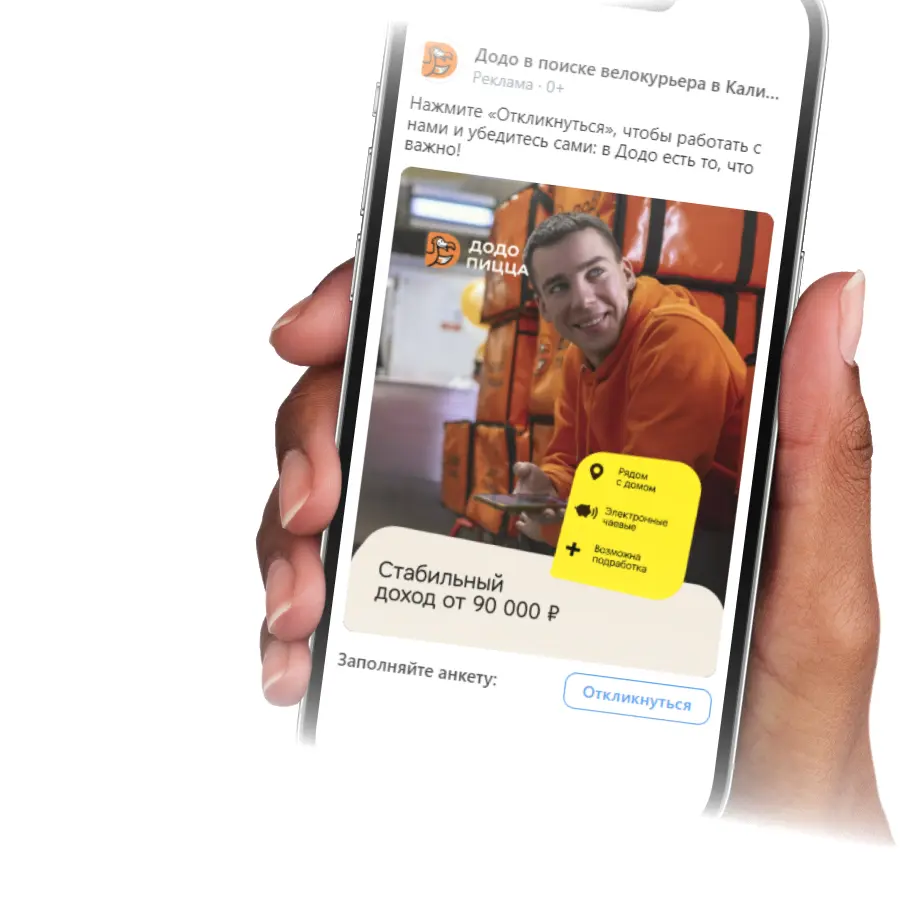 Додо в поиске велокурьера в Кали...
Реклама · 0+
Нажмите «Откликнуться», чтобы работать с
нами и убедитесь сами: в Додо есть то, что
важно!
ДОДО
ПИЦЦА
Рядом
с домом
Электронные
чаевые
Возможна
подработка
Стабильный
доход от 90 000 ₽
Заполняйте анкету:
Откликнуться